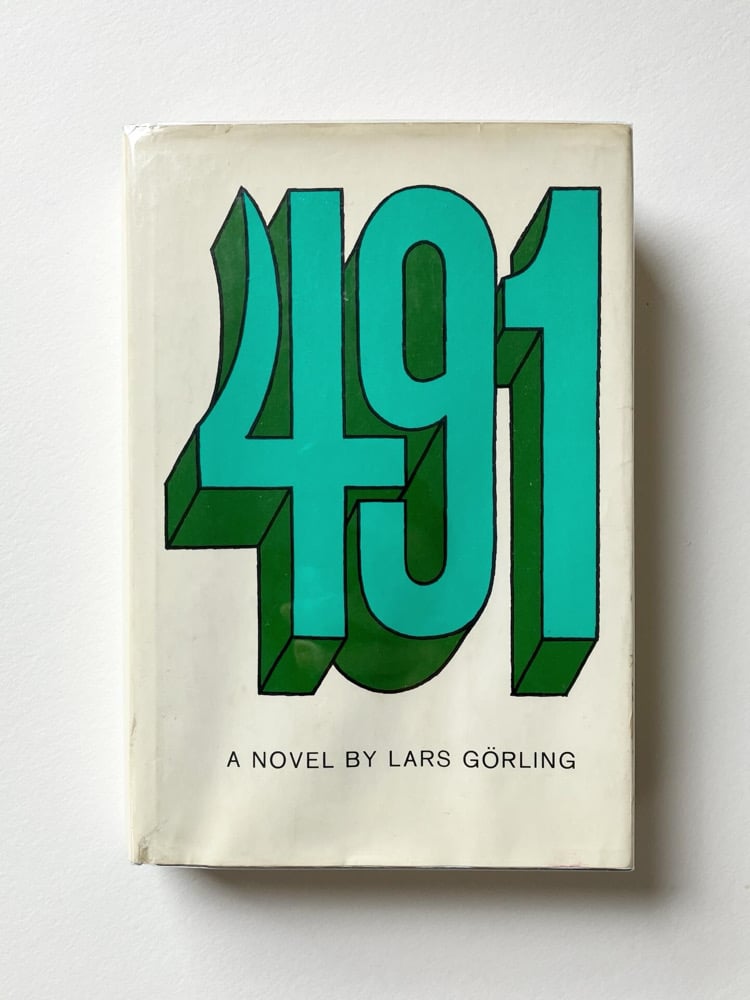 491
A NOVEL BY LARS GÖRLING